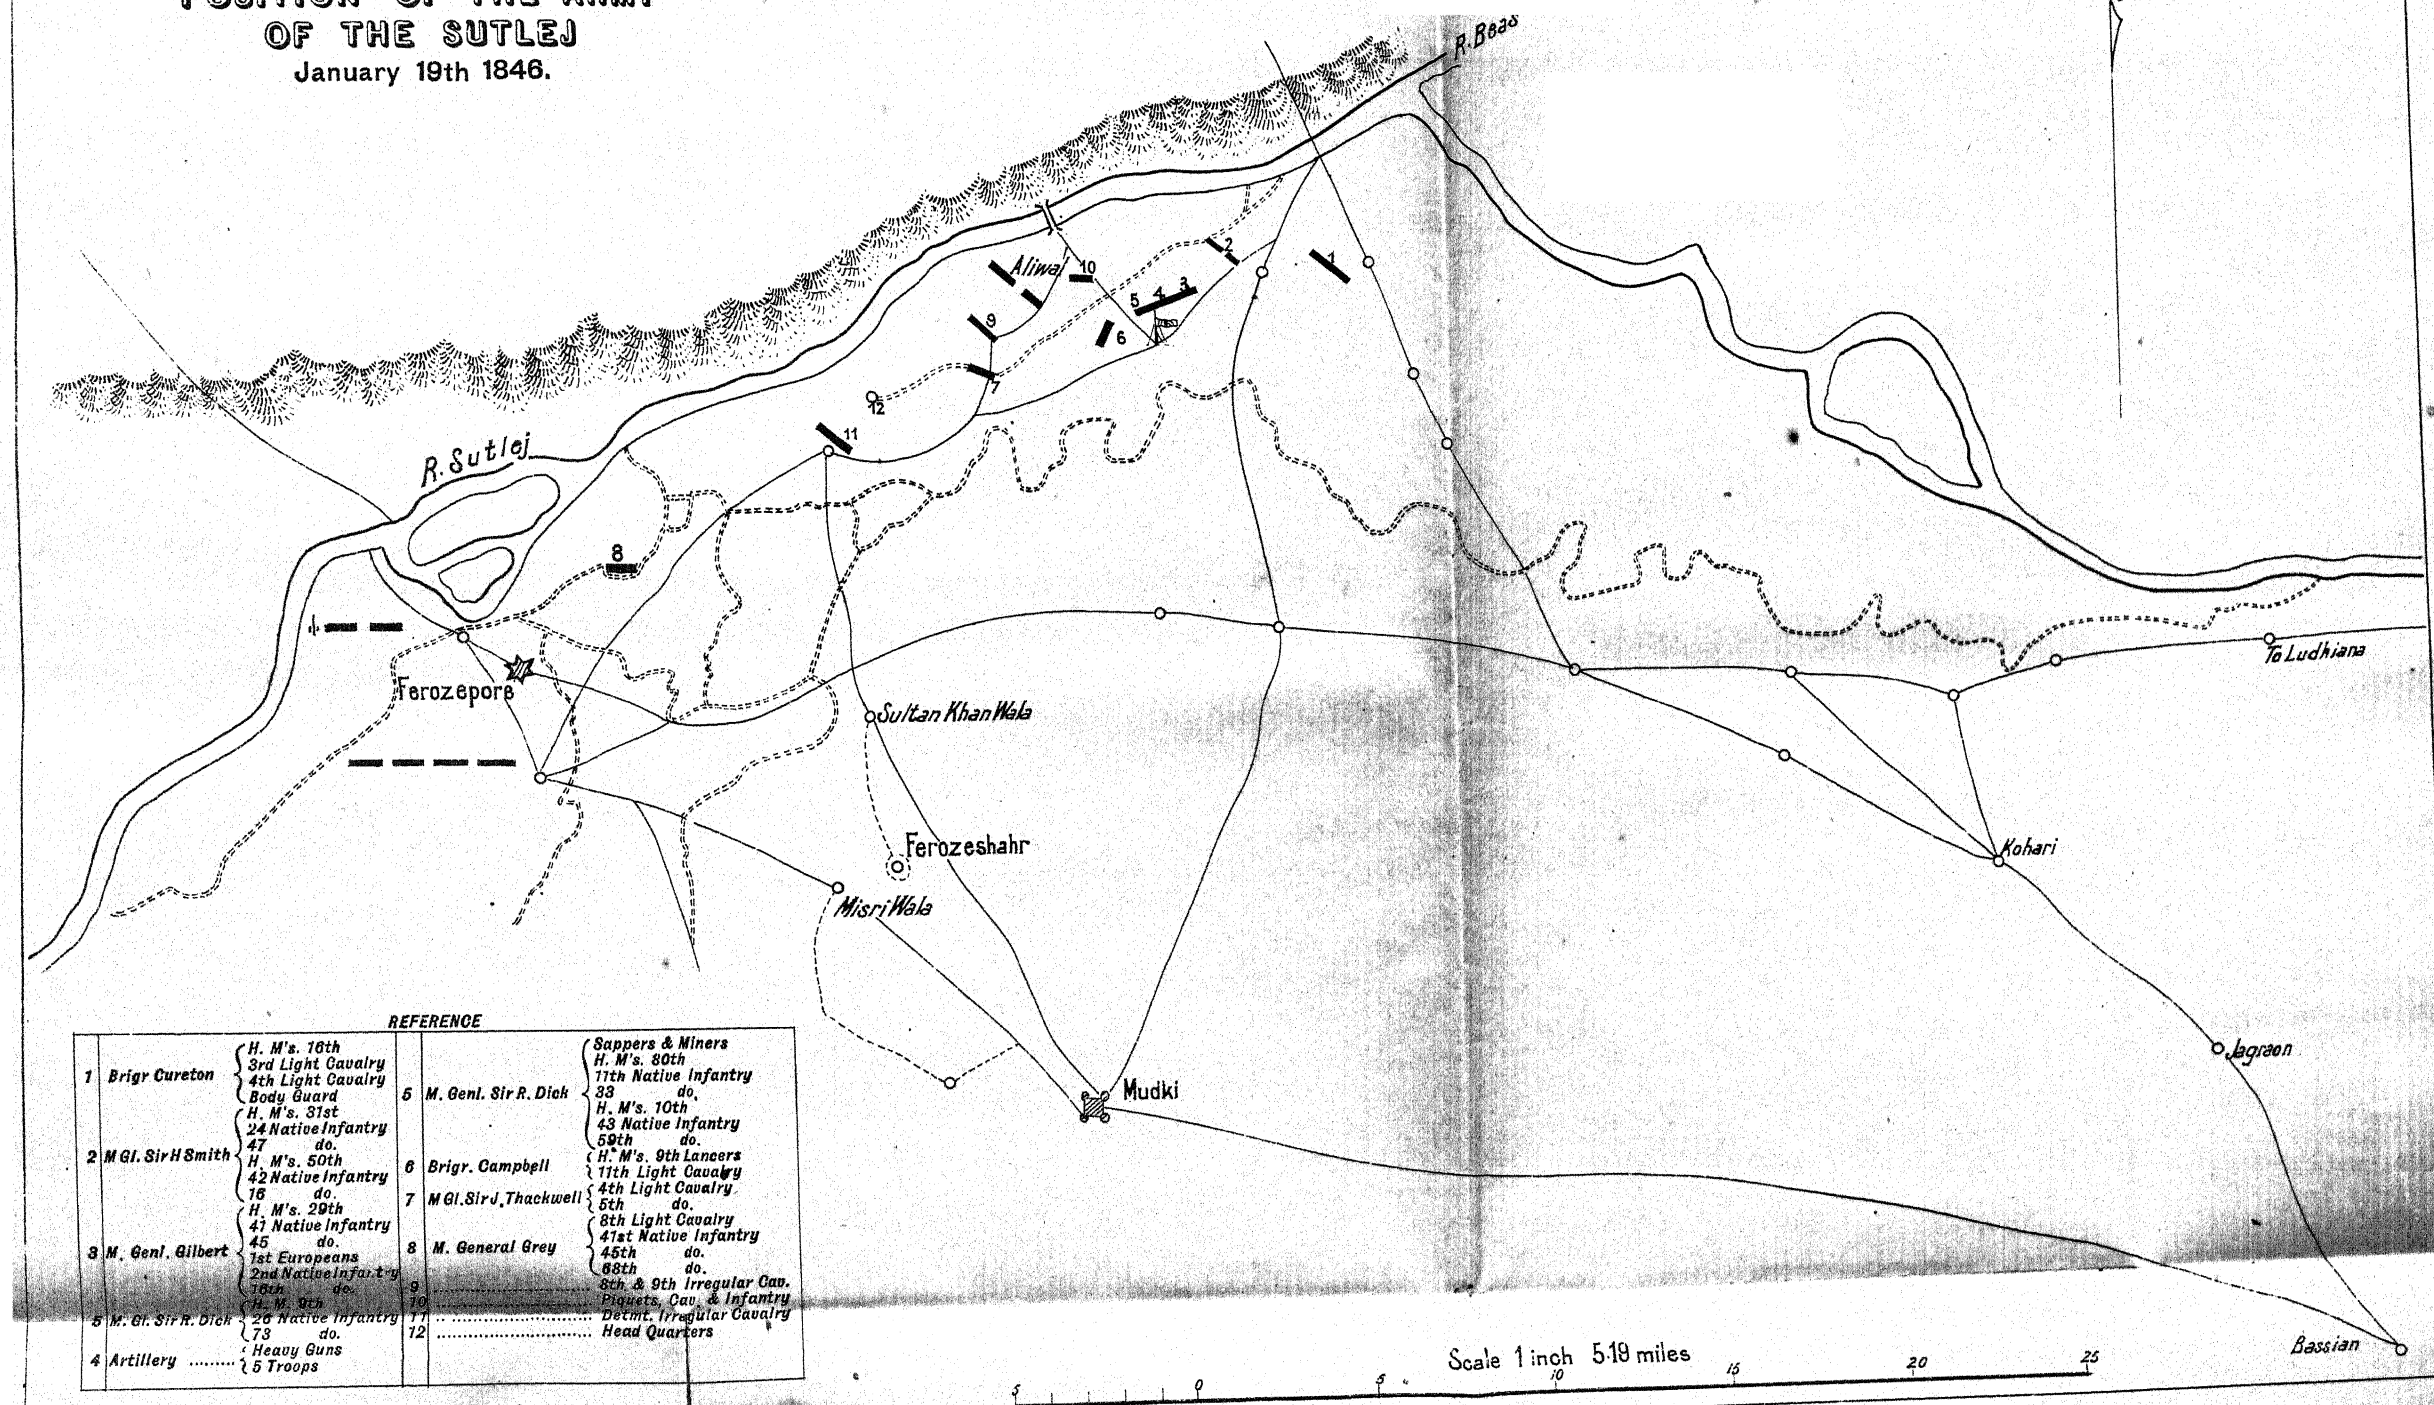 POSITION OF THE ARMY
OF THE SUTLEJ
January 19th 1846.
R. Beas
Aliwal
10
2
1
5 4 3
9
6
7
12
11
R. Sutlej
8
Ferozepore
To Ludhiana
Sultan Khan Wala
Ferozeshahr
Misri Wala
Kohari
Jagraon
Mudki
Bassian
REFERENCE
1 Brigr Cureton
H. M's. 16th
3rd Light Cavalry
4th Light Cavalry
Body Guard
2 M Gl. Sir H Smith
H. M's. 31st
24 Native Infantry
47 do.
H. M's. 50th
42 Native Infantry
16 do.
3 M. Genl. Gilbert
H. M's. 29th
41 Native Infantry
45 do.
1st Europeans
2nd Native Infantry
16th do.
5 M. Gl. Sir R. Dick
H. M. 9th
26 Native Infantry
73 do.
4 Artillery ........
Heavy Guns
5 Troops
5 M. Genl. Sir R. Dick
Sappers & Miners
H. M's. 80th
11th Native Infantry
33 do.
H. M's. 10th
43 Native Infantry
59th do.
6 Brigr. Campbell
H. M's. 9th Lancers
11th Light Cavalry
7 M Gl. Sir J. Thackwell
4th Light Cavalry
5th do.
8 M. General Grey
8th Light Cavalry
41st Native Infantry
45th do.
68th do.
9 ........................ 8th & 9th Irregular Cav.
10 ........................ Piquets, Cav. & Infantry
11 ........................ Detmt. Irregular Cavalry
12 ........................ Head Quarters
Scale 1 inch 5·19 miles
5 0 5 10 15 20 25